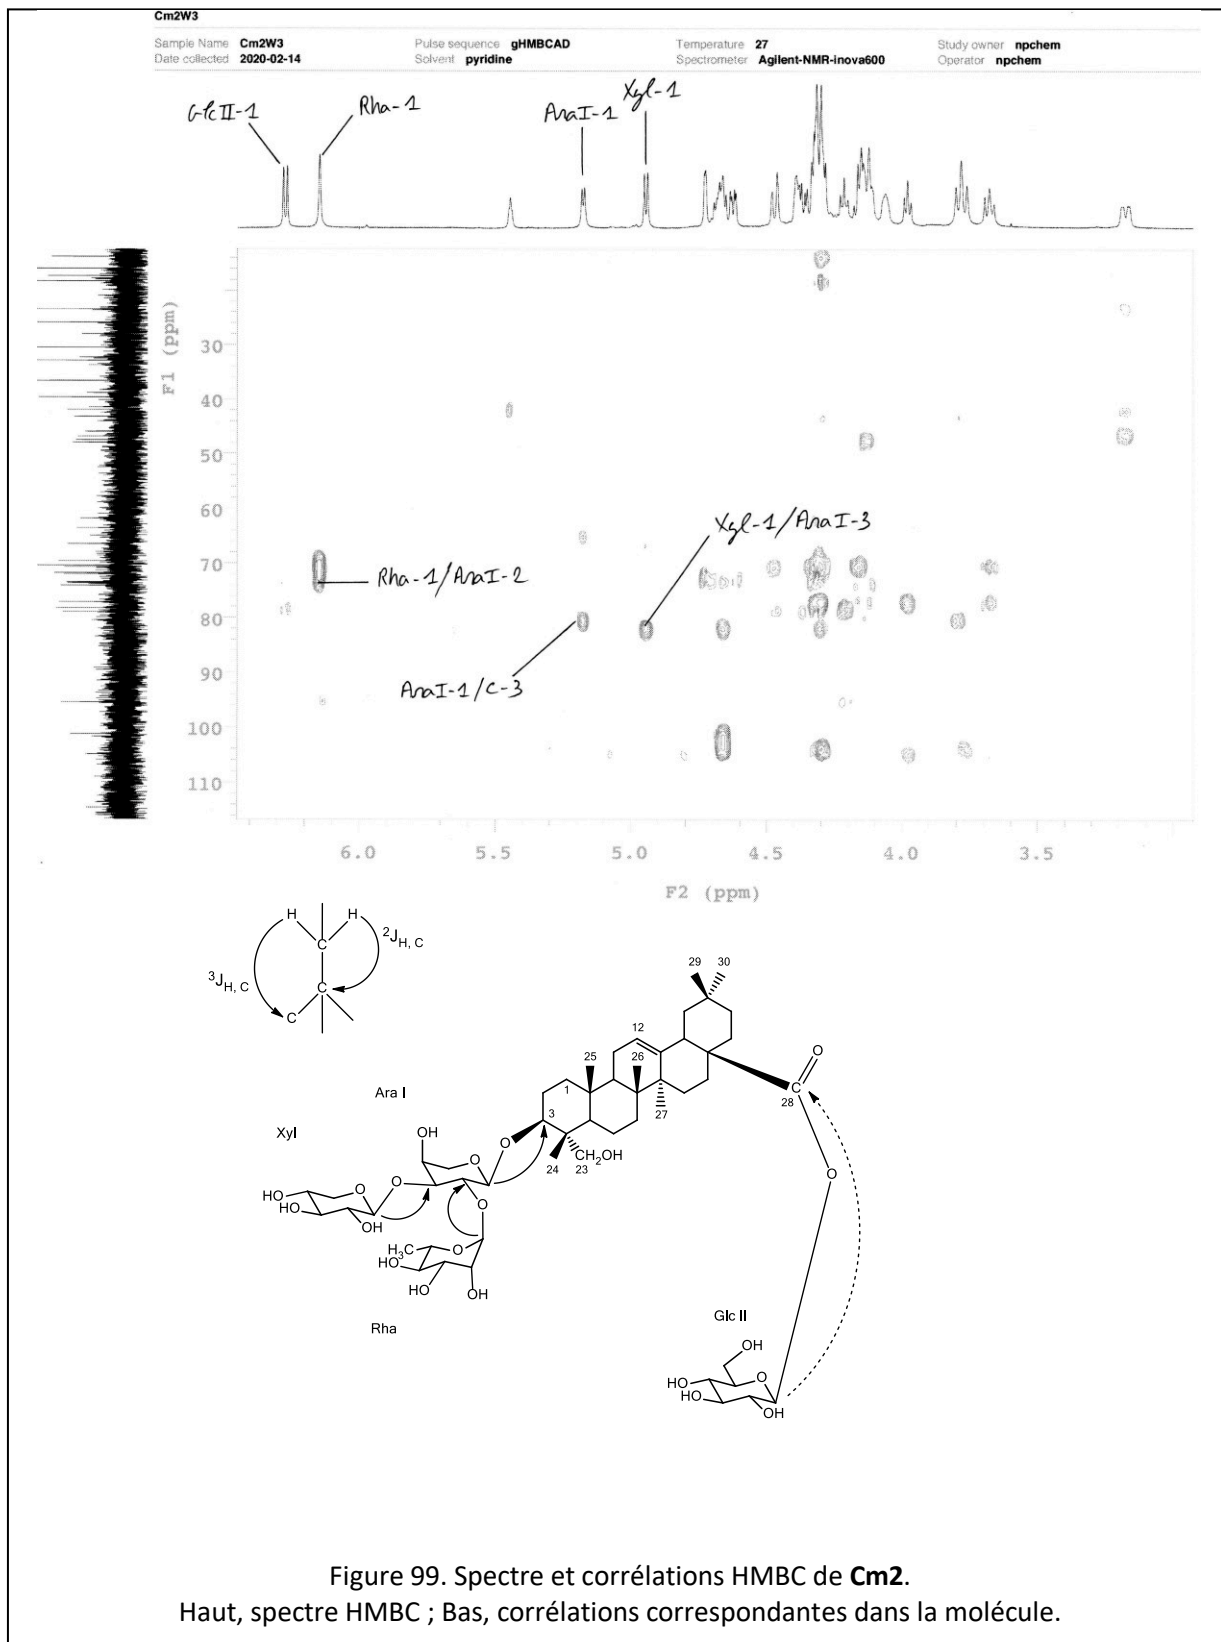 Cm2W3
Sample Name Cm2W3 Pulse sequence gHMBCAD Temperature 27 Study owner npchem
Date collected 2020-02-14 Solvent pyridine Spectrometer Agilent-NMR-inova600 Operator npchem
Glc II-1 Rha-1 AraI-1 Xyl-1
F1 (ppm)
30
40
50
60
70
80
90
100
110
Xyl-1/AraI-3
Rha-1/AraI-2
AraI-1/C-3
6.0 5.5 5.0 4.5 4.0 3.5
F2 (ppm)
H H
²J H, C
C
³J H, C
C
C
29 30
12
O
25 26
C
28
Ara I
1
27
OH
3
O
O
Xyl
24 23 CH₂OH
O
O
O
HO
O
HO
OH
O
H₃C
O
HO
HO
OH
Rha
Glc II
OH
HO
O
HO
OH
Figure 99. Spectre et corrélations HMBC de Cm2.
Haut, spectre HMBC ; Bas, corrélations correspondantes dans la molécule.